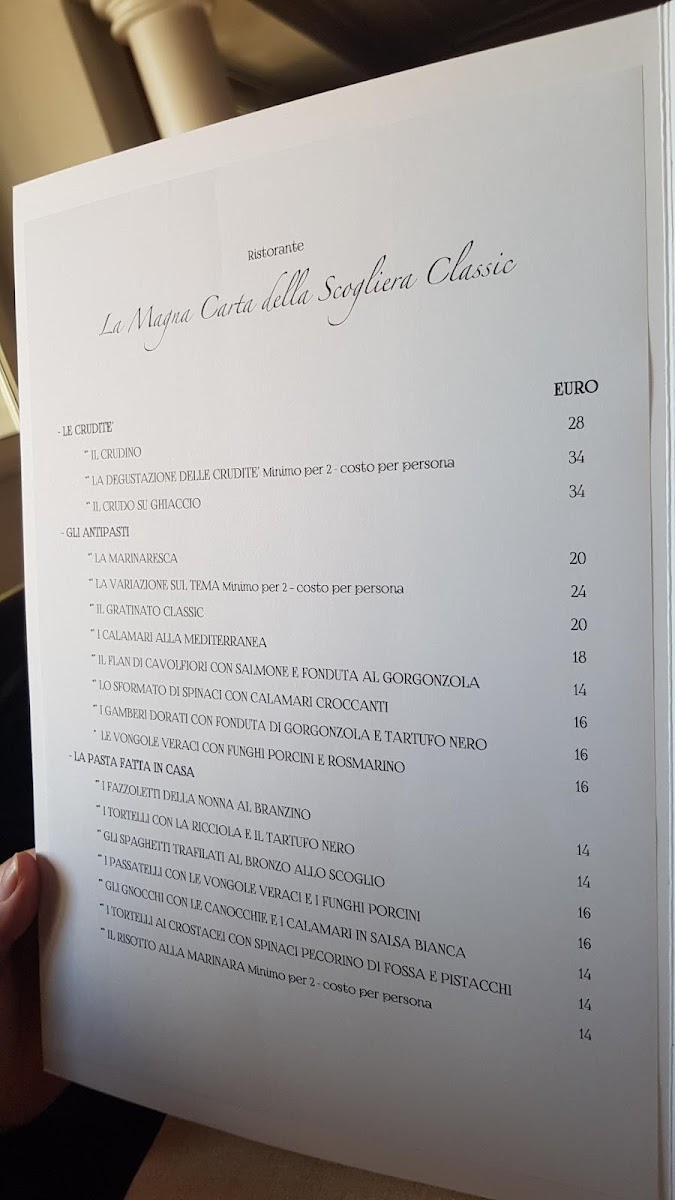 Ristorante
La Magna Carta della Scogliera Classic
EURO
- LE CRUDITE'
~ IL CRUDINO 28
~ LA DEGUSTAZIONE DELLE CRUDITE' Minimo per 2 - costo per persona 34
~ IL CRUDO SU GHIACCIO 34
- GLI ANTIPASTI
~ LA MARINARESCA 20
~ LA VARIAZIONE SUL TEMA Minimo per 2 - costo per persona 24
~ IL GRATINATO CLASSIC 20
~ I CALAMARI ALLA MEDITERRANEA 18
~ IL FLAN DI CAVOLFIORI CON SALMONE E FONDUTA AL GORGONZOLA 14
~ LO SFORMATO DI SPINACI CON CALAMARI CROCCANTI 16
~ I GAMBERI DORATI CON FONDUTA DI GORGONZOLA E TARTUFO NERO 16
~ LE VONGOLE VERACI CON FUNGHI PORCINI E ROSMARINO 16
- LA PASTA FATTA IN CASA
~ I FAZZOLETTI DELLA NONNA AL BRANZINO 14
~ I TORTELLI CON LA RICCIOLA E IL TARTUFO NERO 14
~ GLI SPAGHETTI TRAFILATI AL BRONZO ALLO SCOGLIO 16
~ I PASSATELLI CON LE VONGOLE VERACI E I FUNGHI PORCINI 16
~ GLI GNOCCHI CON LE CANOCCHIE E I CALAMARI IN SALSA BIANCA 14
~ I TORTELLI AI CROSTACEI CON SPINACI PECORINO DI FOSSA E PISTACCHI 14
~ IL RISOTTO ALLA MARINARA Minimo per 2 - costo per persona 14